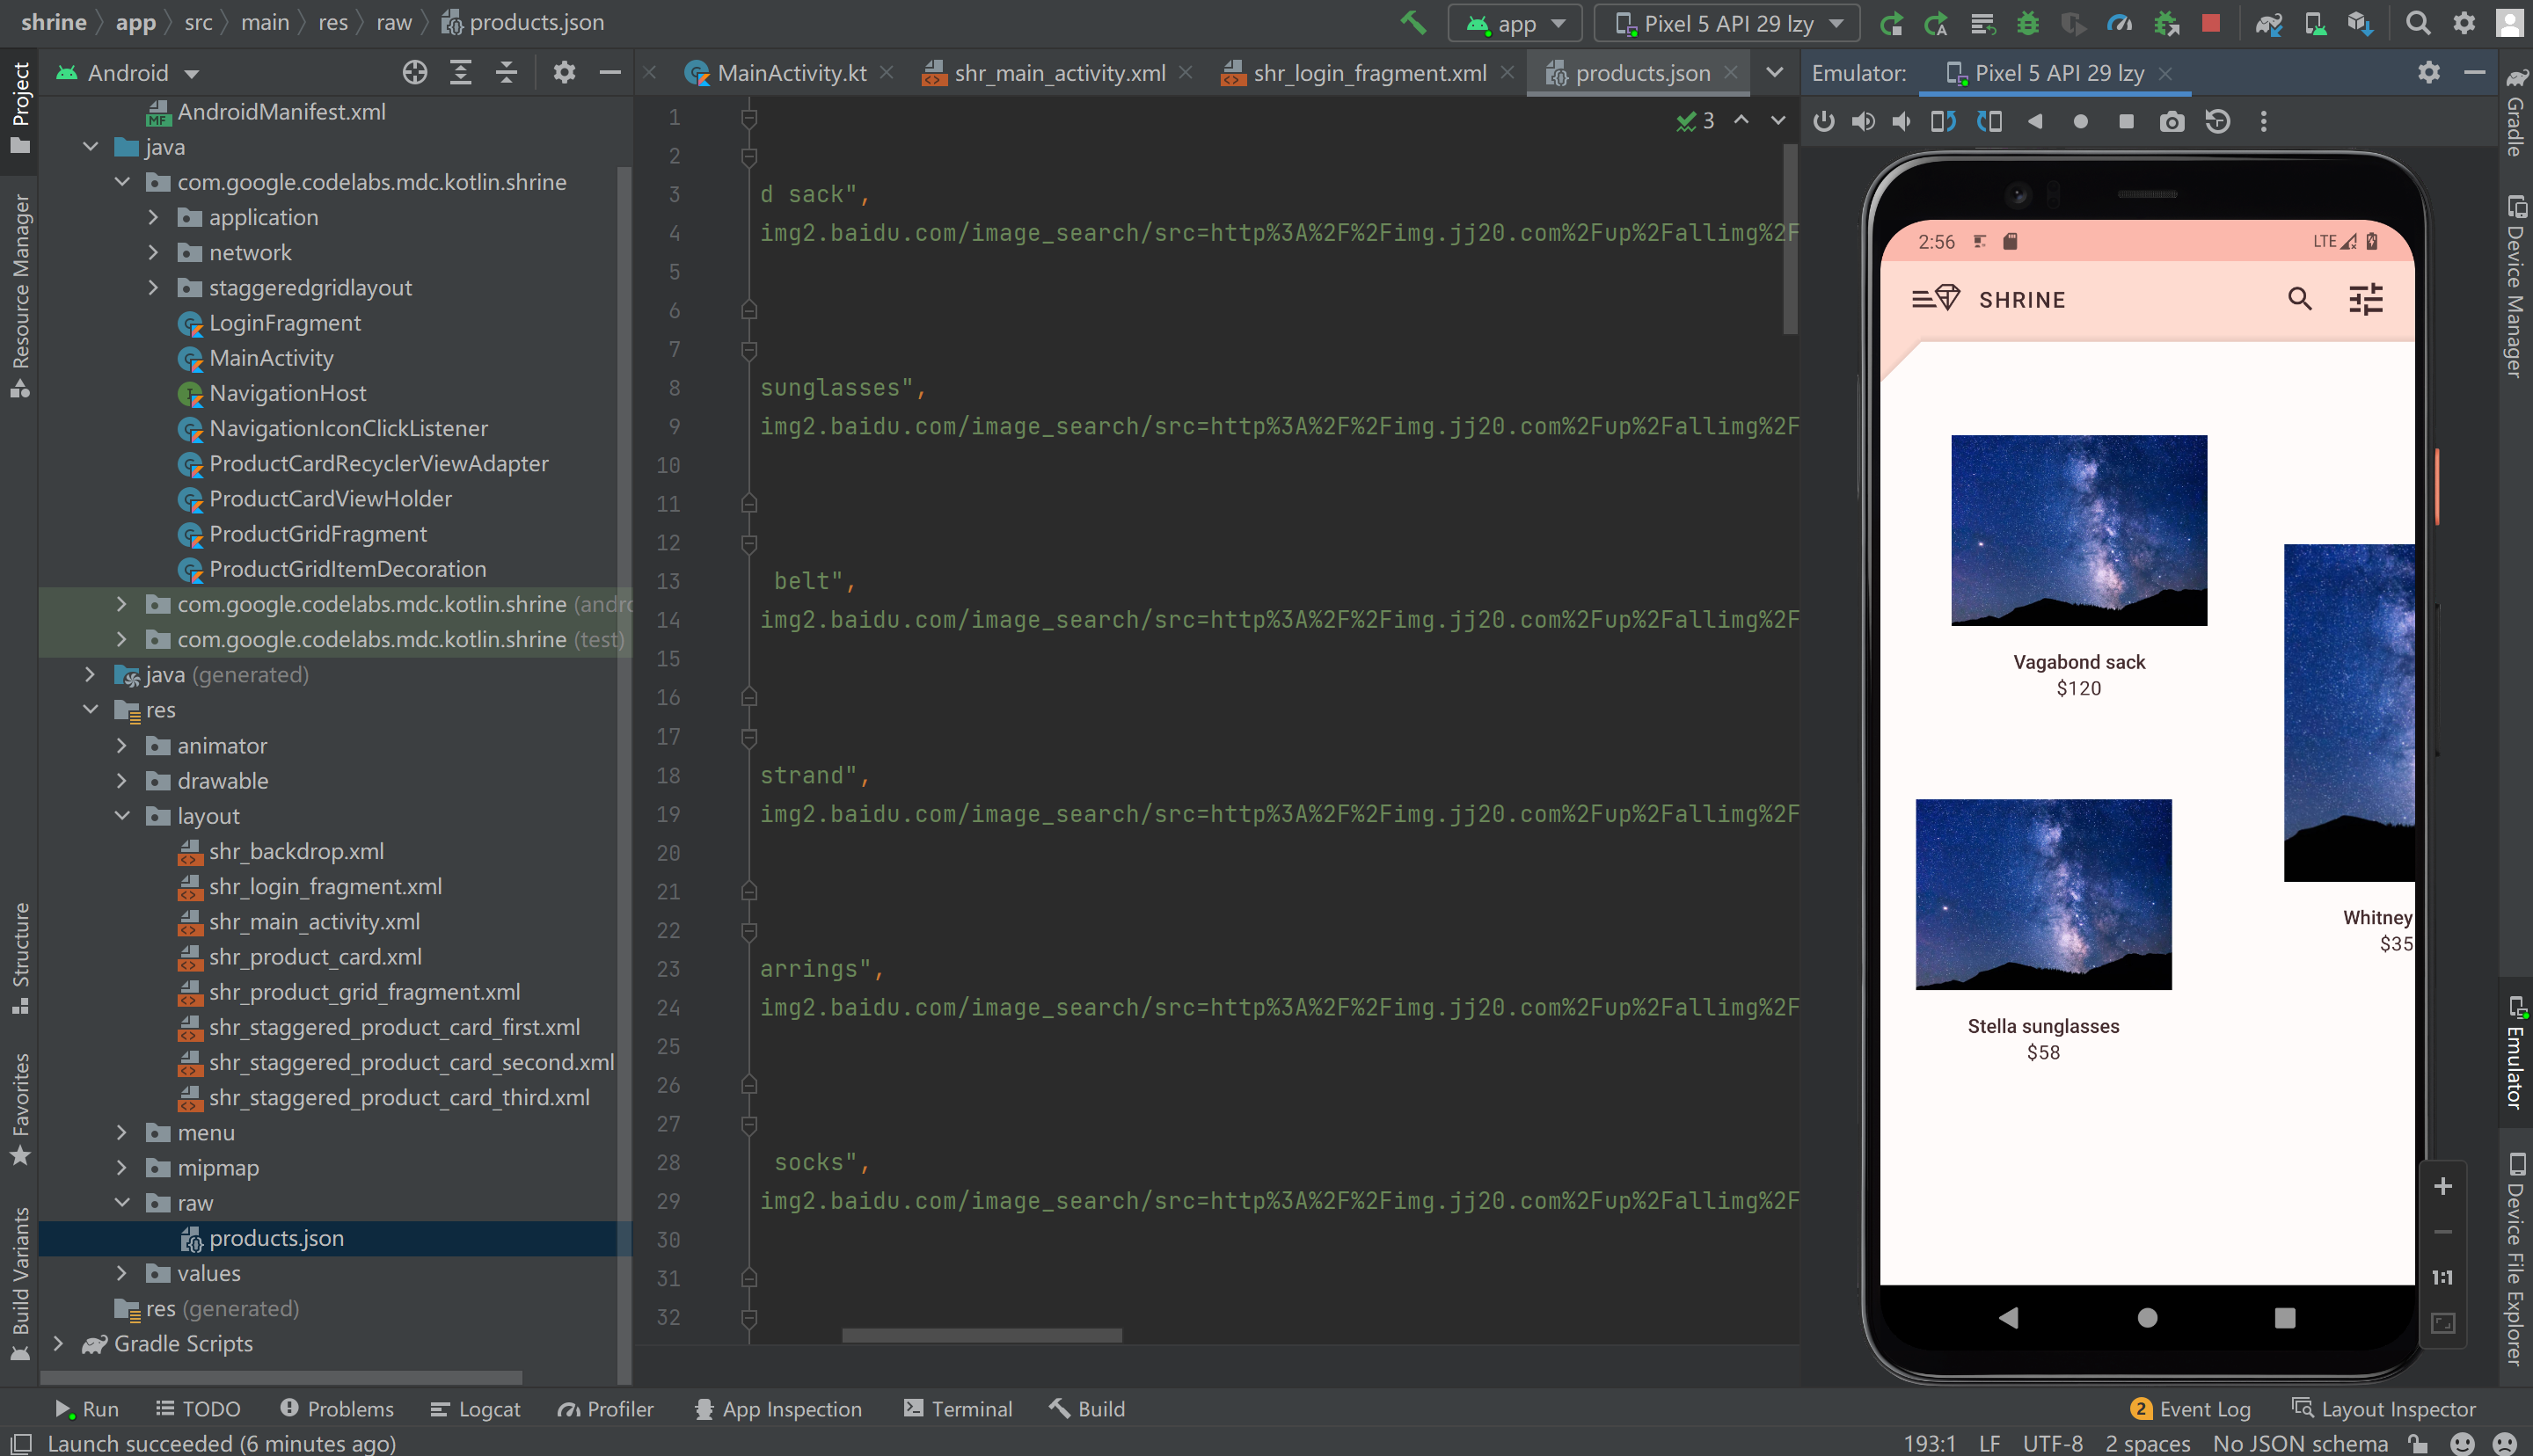 shrine app src main res raw products.json
app Pixel 5 API 29 lzy
Android
MainActivity.kt shr_main_activity.xml shr_login_fragment.xml products.json
Emulator: Pixel 5 API 29 lzy
Project
Resource Manager
Structure
Favorites
Build Variants
AndroidManifest.xml
java
com.google.codelabs.mdc.kotlin.shrine
application
network
staggeredgridlayout
LoginFragment
MainActivity
NavigationHost
NavigationIconClickListener
ProductCardRecyclerViewAdapter
ProductCardViewHolder
ProductGridFragment
ProductGridItemDecoration
com.google.codelabs.mdc.kotlin.shrine (andro
com.google.codelabs.mdc.kotlin.shrine (test)
java (generated)
res
animator
drawable
layout
shr_backdrop.xml
shr_login_fragment.xml
shr_main_activity.xml
shr_product_card.xml
shr_product_grid_fragment.xml
shr_staggered_product_card_first.xml
shr_staggered_product_card_second.xml
shr_staggered_product_card_third.xml
menu
mipmap
raw
products.json
values
res (generated)
Gradle Scripts
3
1
2
3 d sack",
4 img2.baidu.com/image_search/src=http%3A%2F%2Fimg.jj20.com%2Fup%2Fallimg%2F
5
6
7
8 sunglasses",
9 img2.baidu.com/image_search/src=http%3A%2F%2Fimg.jj20.com%2Fup%2Fallimg%2F
10
11
12
13 belt",
14 img2.baidu.com/image_search/src=http%3A%2F%2Fimg.jj20.com%2Fup%2Fallimg%2F
15
16
17
18 strand",
19 img2.baidu.com/image_search/src=http%3A%2F%2Fimg.jj20.com%2Fup%2Fallimg%2F
20
21
22
23 arrings",
24 img2.baidu.com/image_search/src=http%3A%2F%2Fimg.jj20.com%2Fup%2Fallimg%2F
25
26
27
28 socks",
29 img2.baidu.com/image_search/src=http%3A%2F%2Fimg.jj20.com%2Fup%2Fallimg%2F
30
31
32
2:56 LTE
SHRINE
Vagabond sack
$120
Whitney
$35
Stella sunglasses
$58
1:1
Gradle
Device Manager
Emulator
Device File Explorer
Run TODO Problems Logcat Profiler App Inspection Terminal Build
2 Event Log Layout Inspector
Launch succeeded (6 minutes ago)
193:1 LF UTF-8 2 spaces No JSON schema